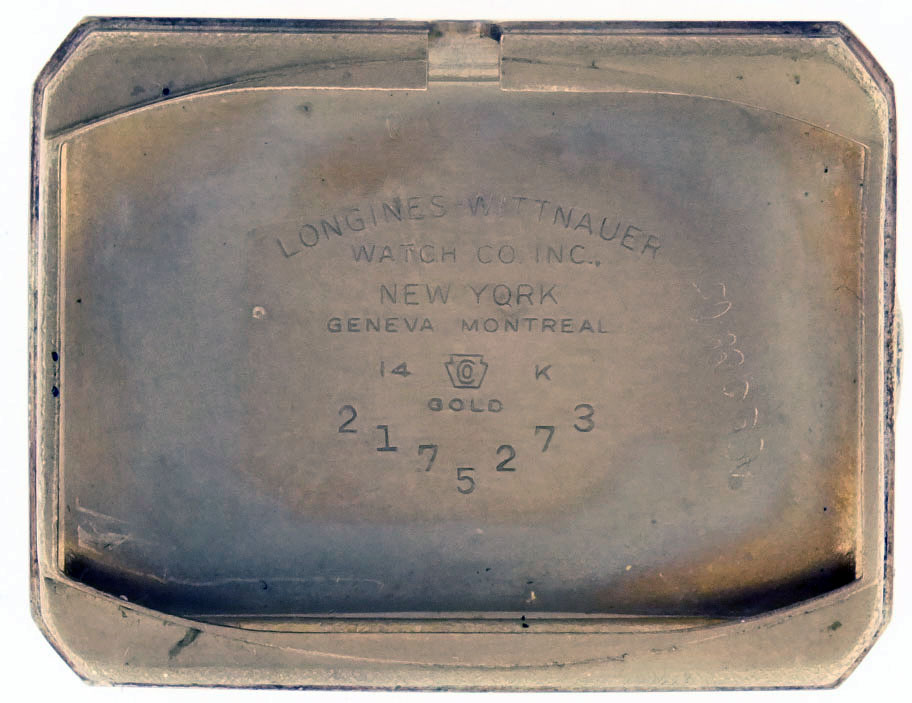 LONGINES-WITTNAUER
WATCH CO. INC.,
NEW YORK
GENEVA MONTREAL
14 K
GOLD
2175273